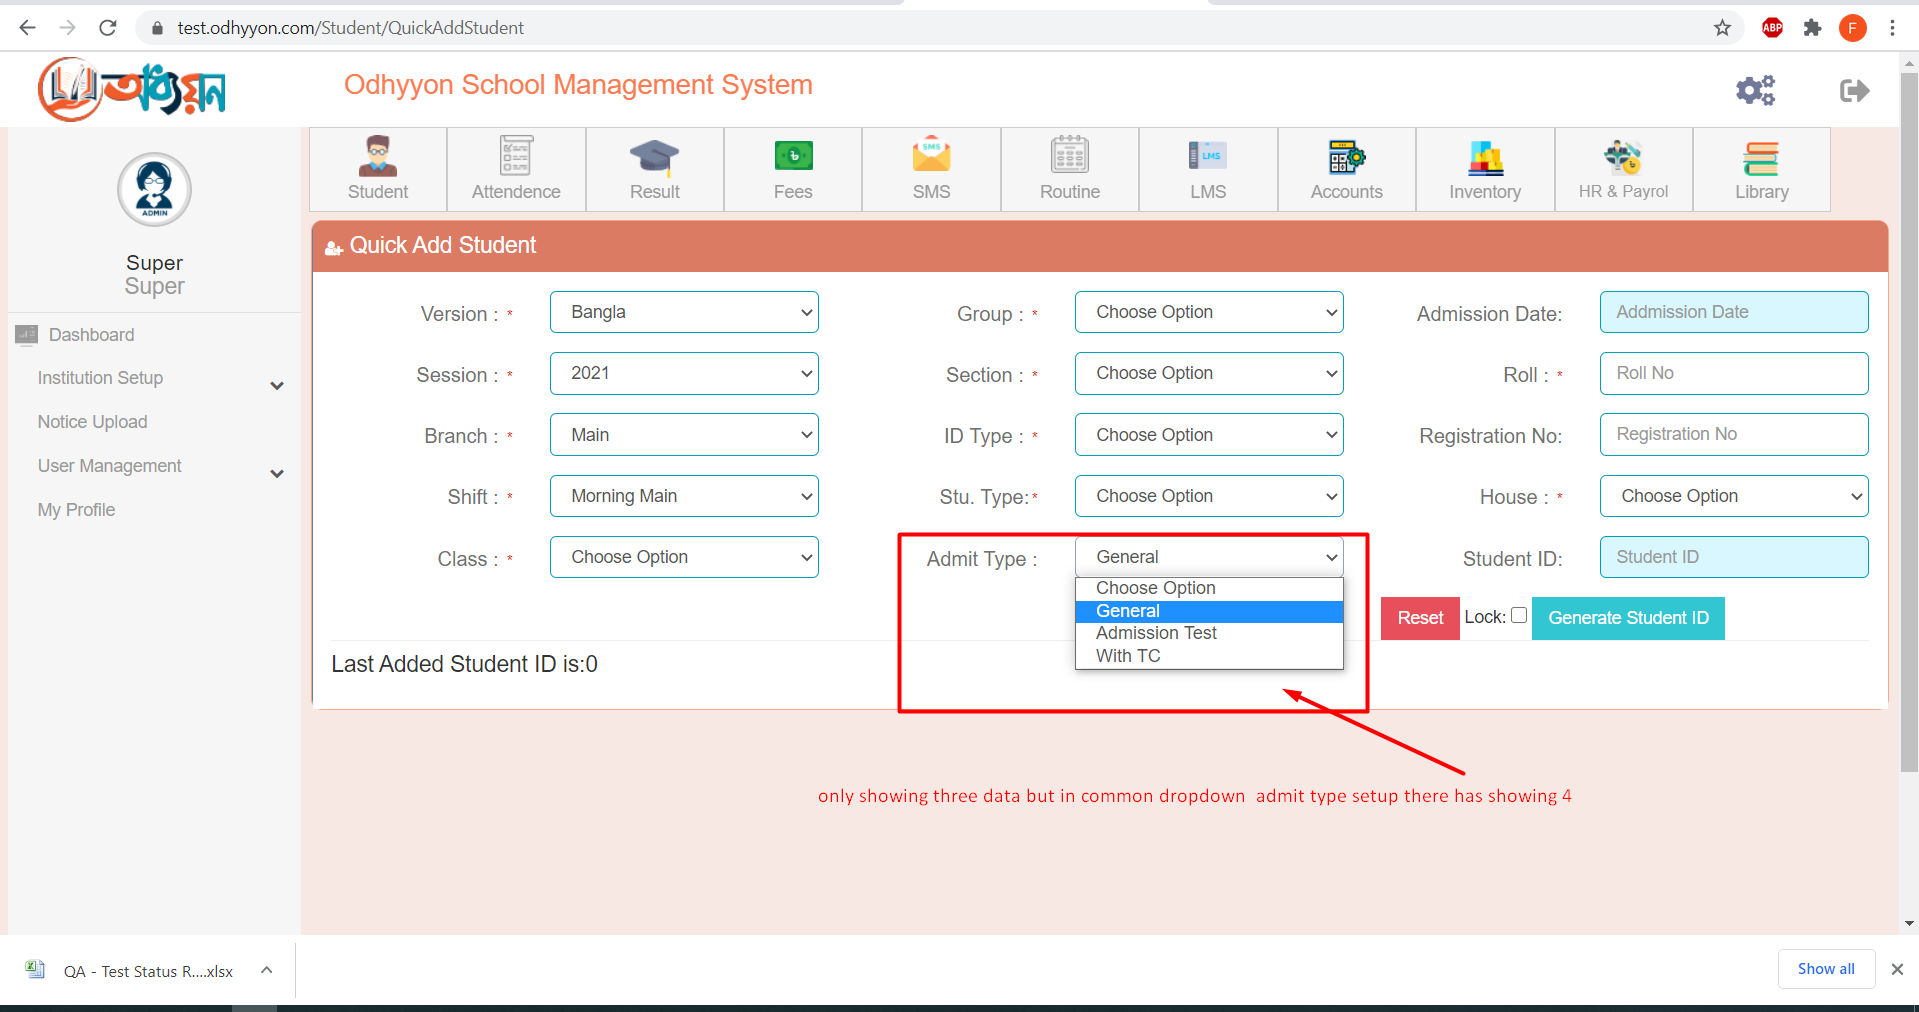 test.odhyyon.com/Student/QuickAddStudent
ABP
F
অধ্যয়ন
Odhyyon School Management System
ADMIN
Super
Super
Dashboard
Institution Setup
Notice Upload
User Management
My Profile
Student
Attendence
Result
Fees
SMS
SMS
Routine
LMS
LMS
Accounts
Inventory
HR & Payrol
Library
Quick Add Student
Version : * Bangla
Group : * Choose Option
Admission Date: Addmission Date
Session : * 2021
Section : * Choose Option
Roll : * Roll No
Branch : * Main
ID Type : * Choose Option
Registration No: Registration No
Shift : * Morning Main
Stu. Type:* Choose Option
House : * Choose Option
Class : * Choose Option
Admit Type : General
Student ID: Student ID
Choose Option
General
Admission Test
With TC
Reset Lock: Generate Student ID
Last Added Student ID is:0
only showing three data but in common dropdown admit type setup there has showing 4
QA - Test Status R....xlsx
Show all